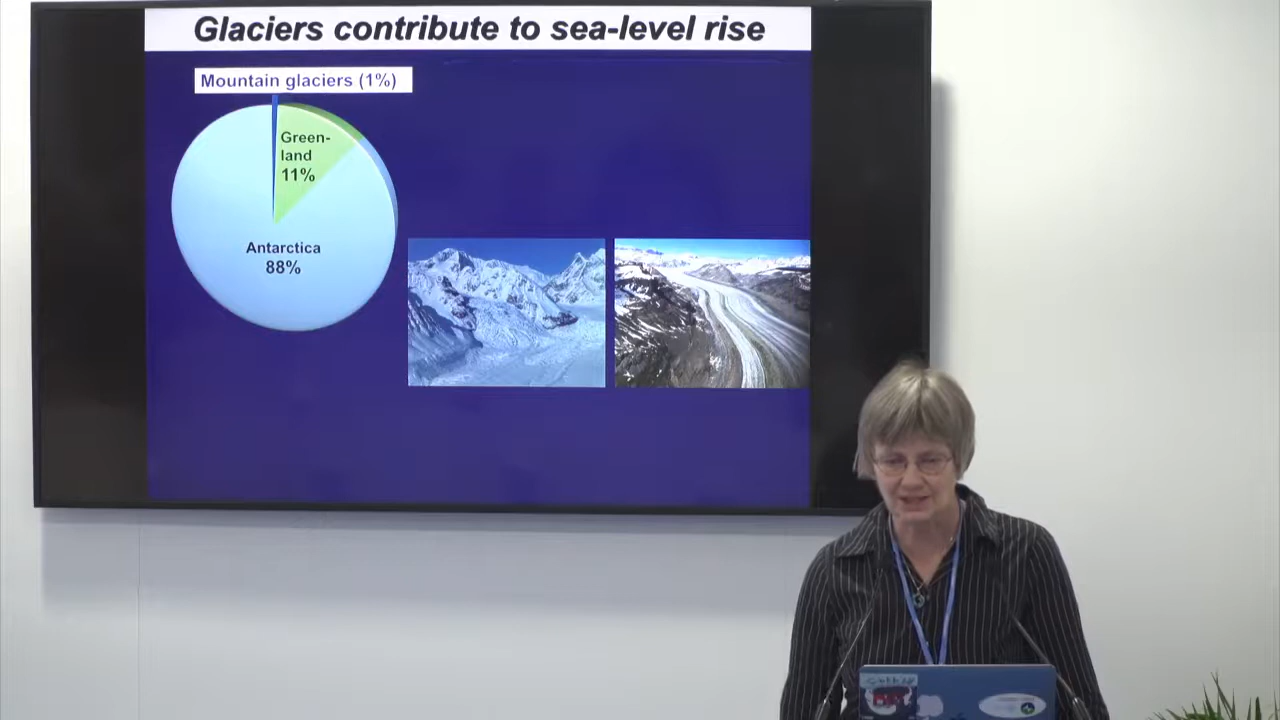 Glaciers contribute to sea-level rise
Mountain glaciers (1%)
Green-
land
11%
Antarctica
88%